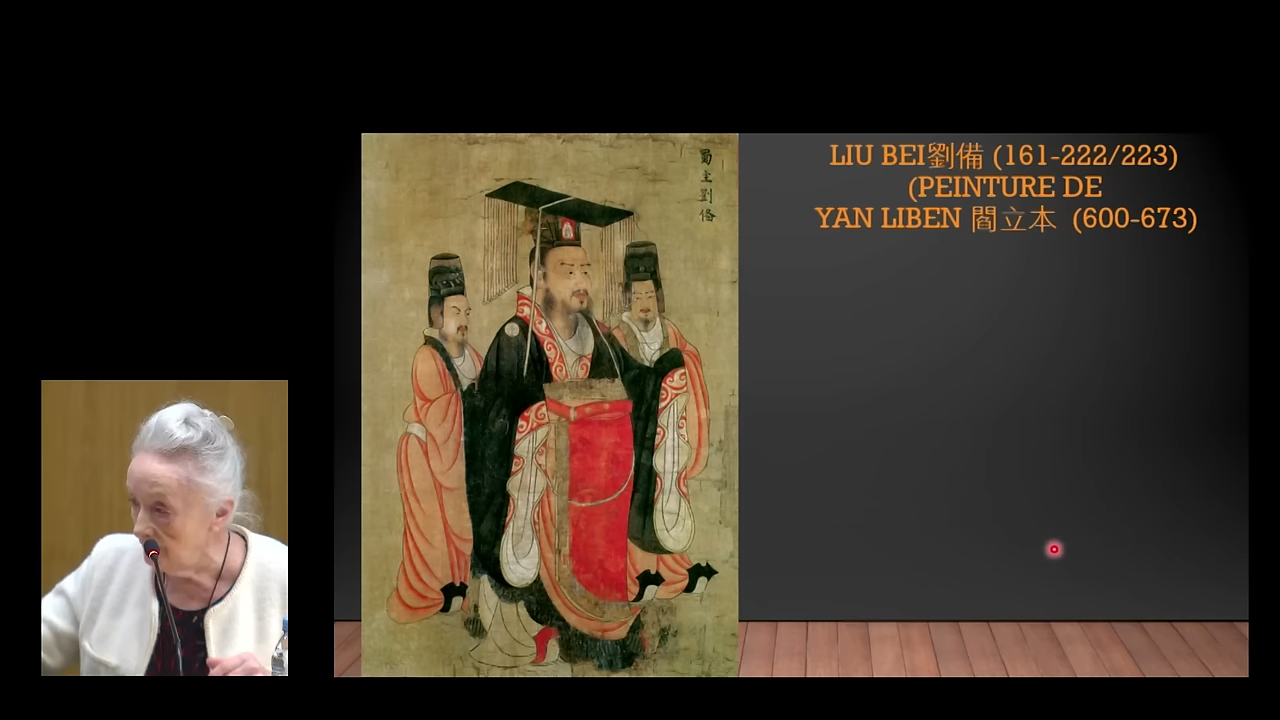 蜀主劉俻
LIU BEI劉備 (161-222/223)
(PEINTURE DE
YAN LIBEN 閻立本 (600-673)